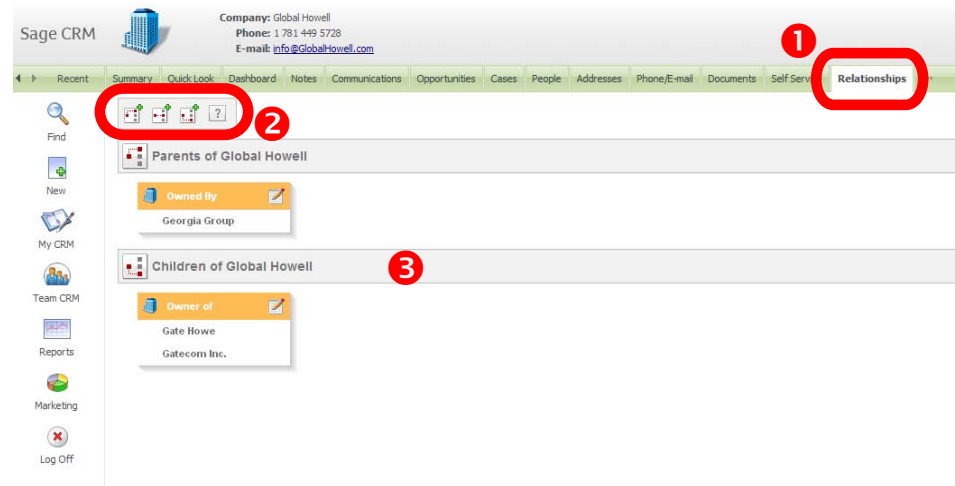 Sage CRM
Company: Global Howell
Phone: 1 781 449 5728
E-mail: info@GlobalHowell.com
1
Recent Summary Quick Look Dashboard Notes Communications Opportunities Cases People Addresses Phone/E-mail Documents Self Relationships
Find
?
2
Parents of Global Howell
New
Owned By
Georgia Group
My CRM
Children of Global Howell
3
Team CRM
Owner of
Gate Howe
Gatecom Inc.
Reports
Marketing
Log Off